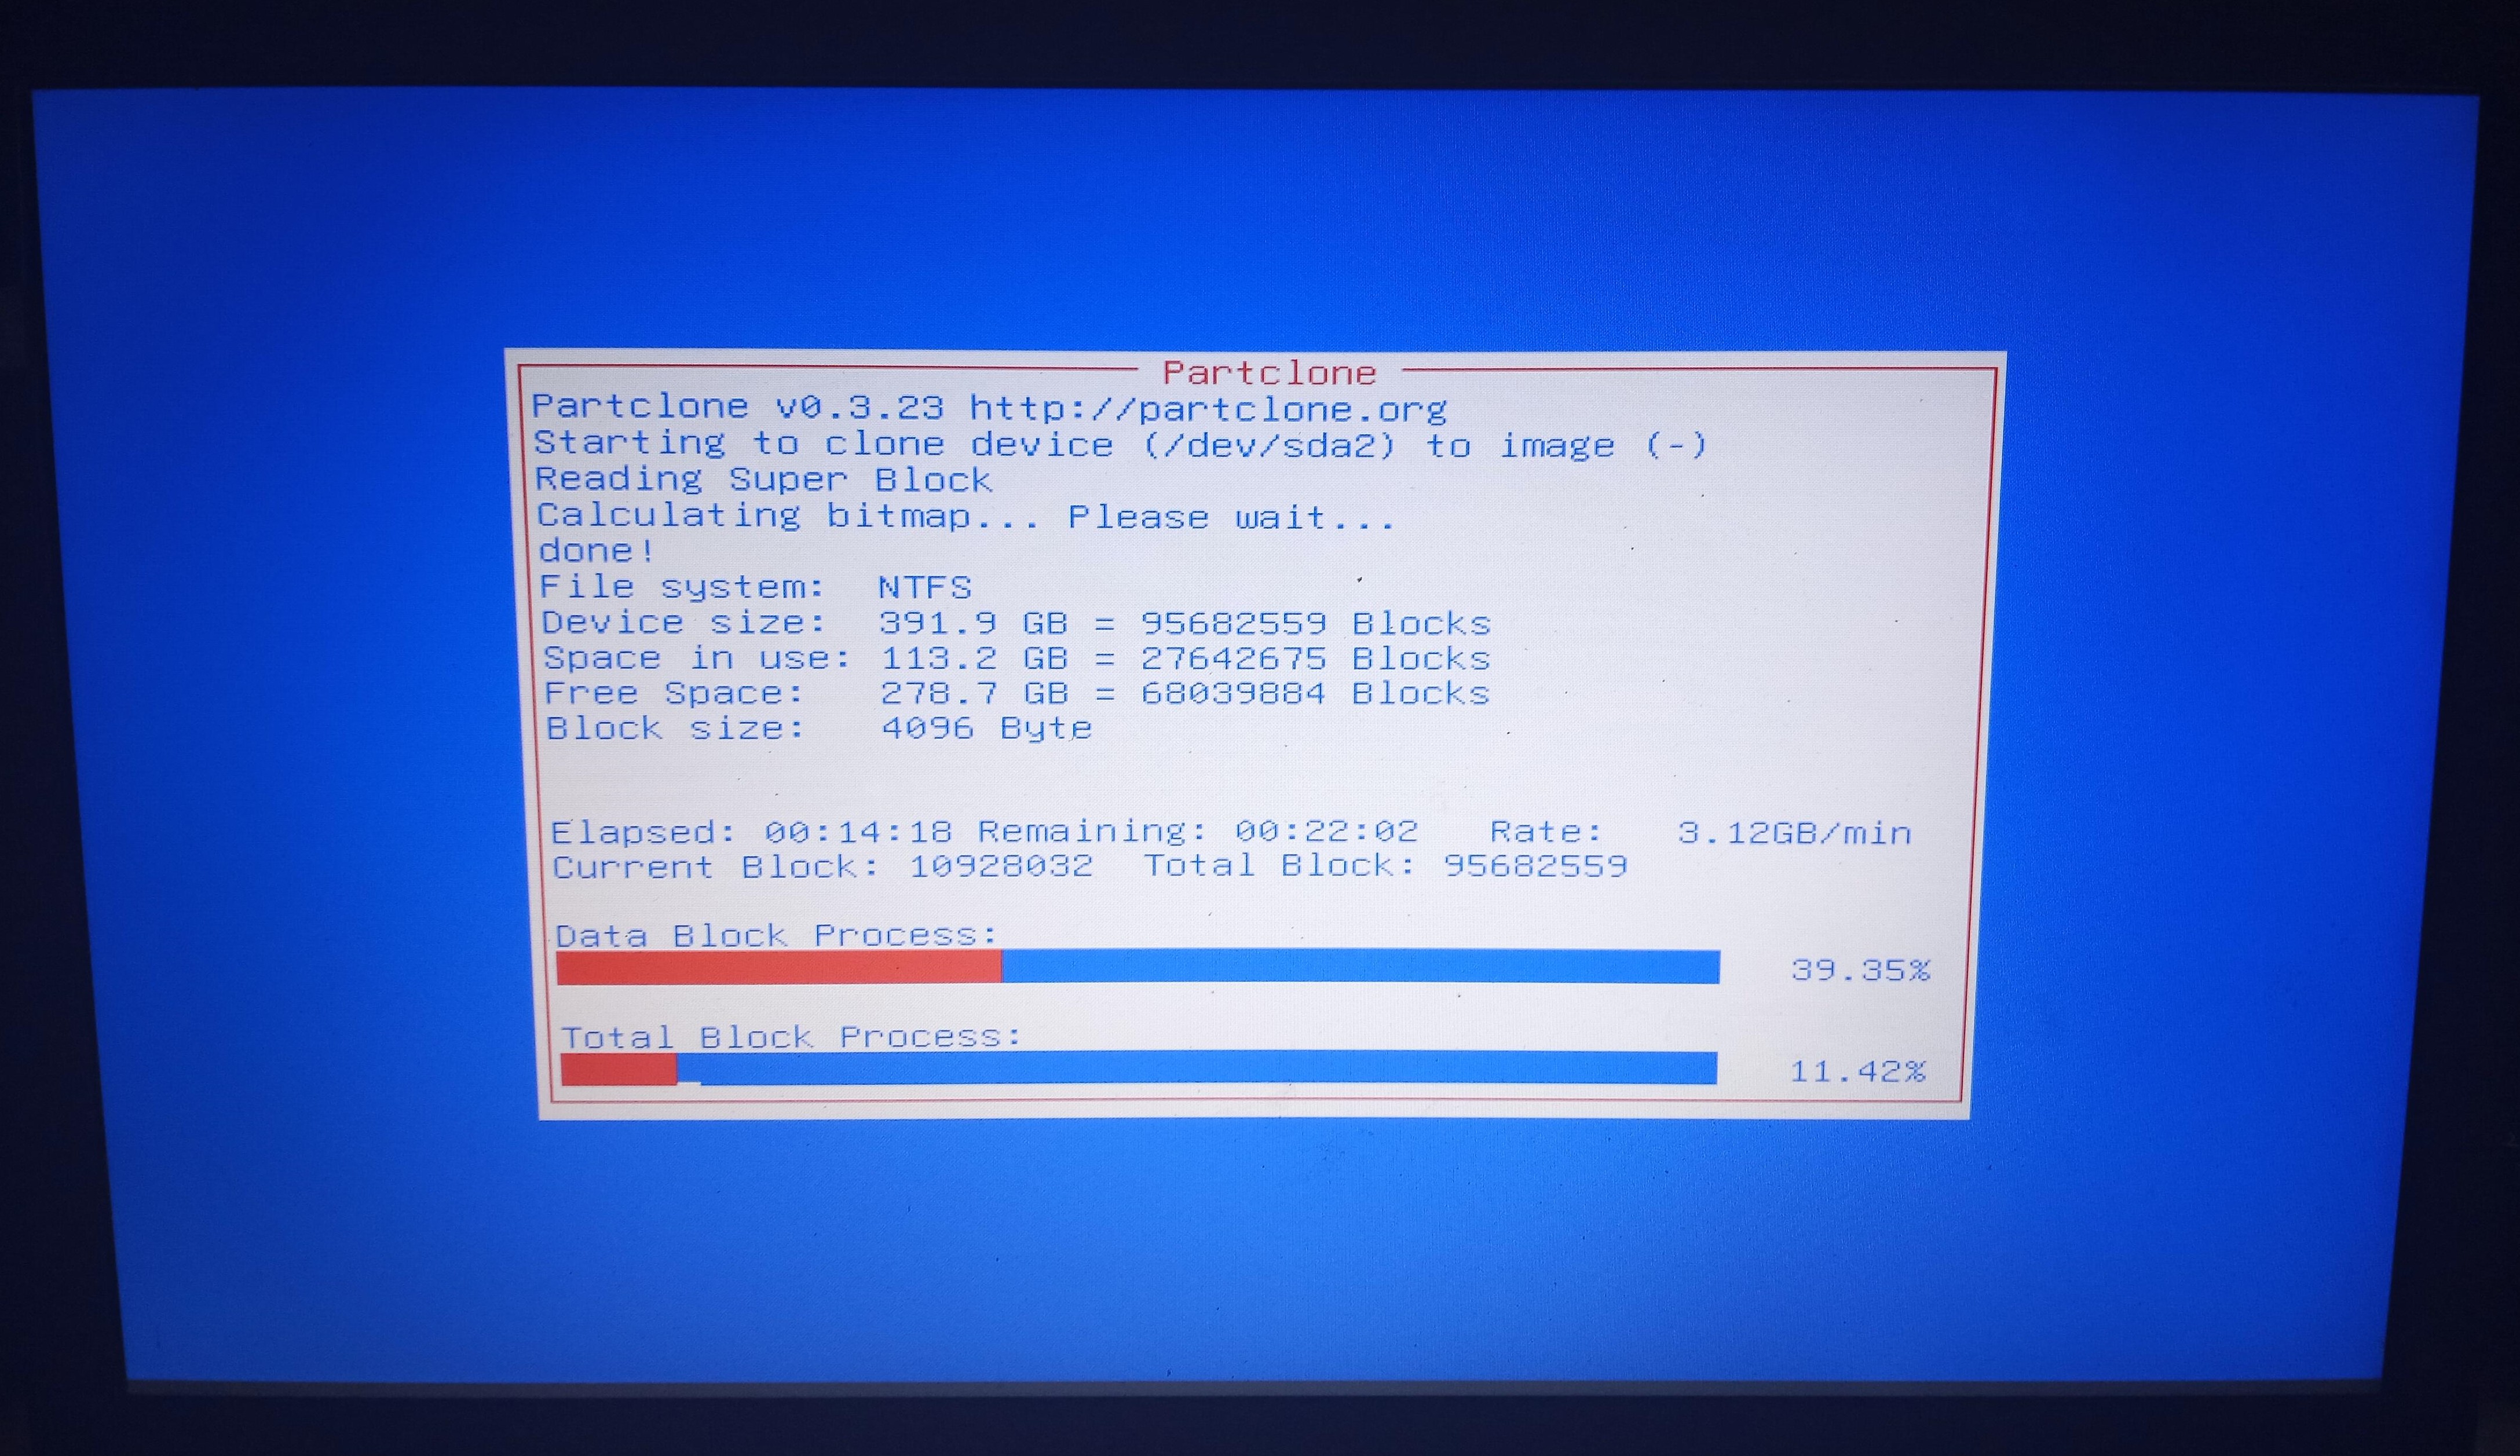 Partclone
Partclone v0.3.23 http://partclone.org
Starting to clone device (/dev/sda2) to image (-)
Reading Super Block
Calculating bitmap... Please wait...
done!
File system:  NTFS
Device size:  391.9 GB = 95682559 Blocks
Space in use: 113.2 GB = 27642675 Blocks
Free Space:   278.7 GB = 68039884 Blocks
Block size:   4096 Byte
Elapsed: 00:14:18 Remaining: 00:22:02   Rate:   3.12GB/min
Current Block: 10928032  Total Block: 95682559
Data Block Process:
39.35%
Total Block Process:
11.42%